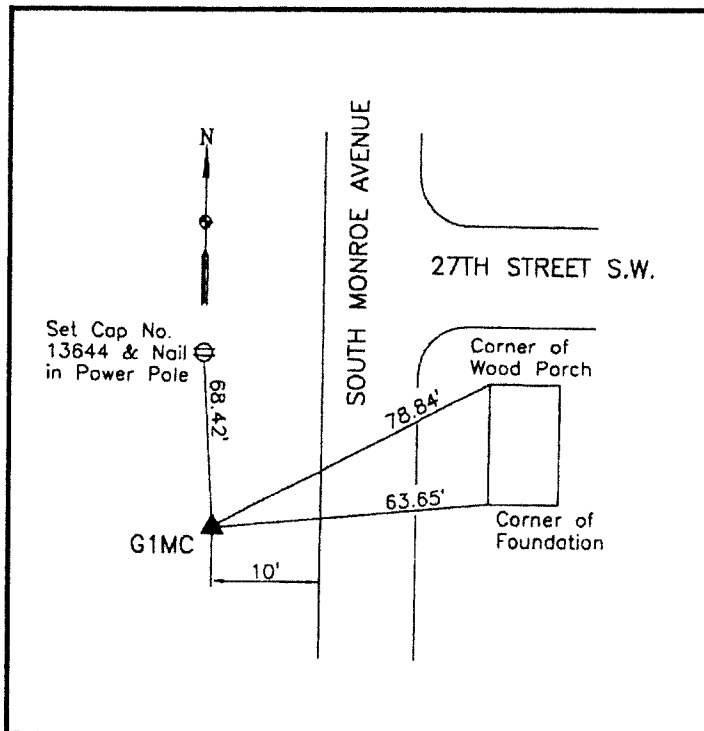 N
SOUTH MONROE AVENUE
27TH STREET S.W.
Set Cap No.
13644 & Nail
in Power Pole
68.42'
Corner of
Wood Porch
78.84'
63.65'
G1MC
Corner of
Foundation
10'